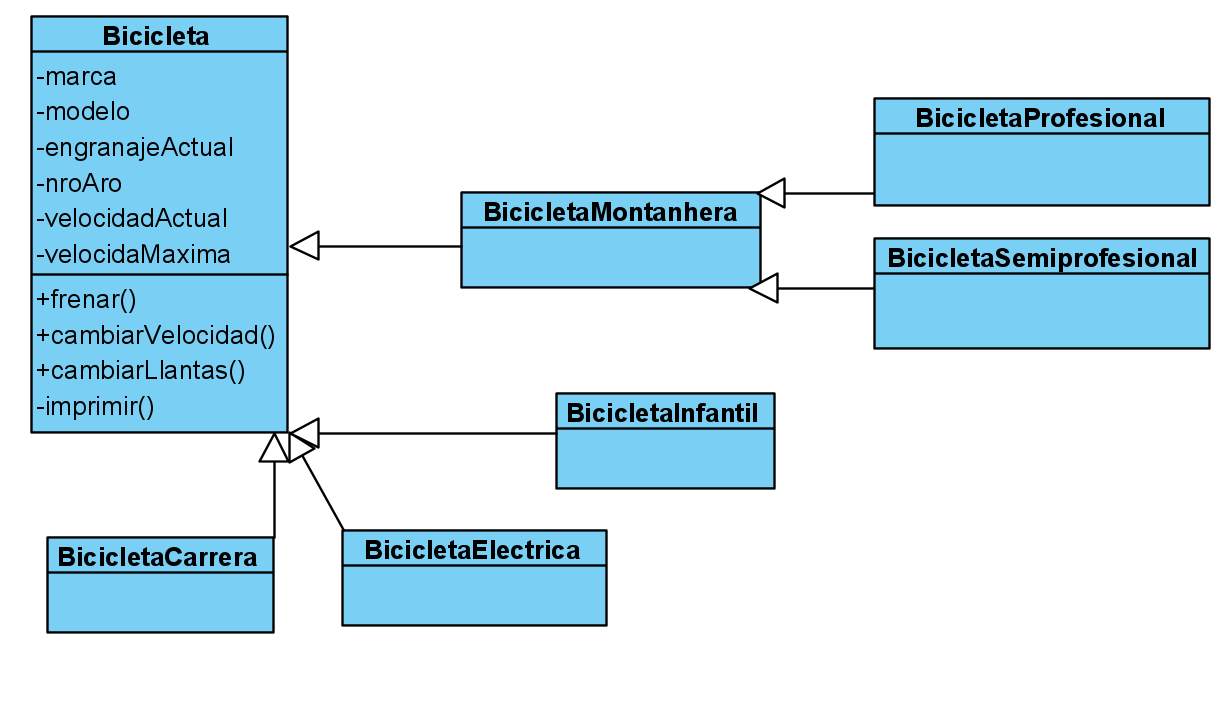 Bicicleta
-marca
-modelo
-engranajeActual
-nroAro
-velocidadActual
-velocidaMaxima
+frenar()
+cambiarVelocidad()
+cambiarLlantas()
-imprimir()
BicicletaMontanhera
BicicletaProfesional
BicicletaSemiprofesional
BicicletaInfantil
BicicletaCarrera
BicicletaElectrica